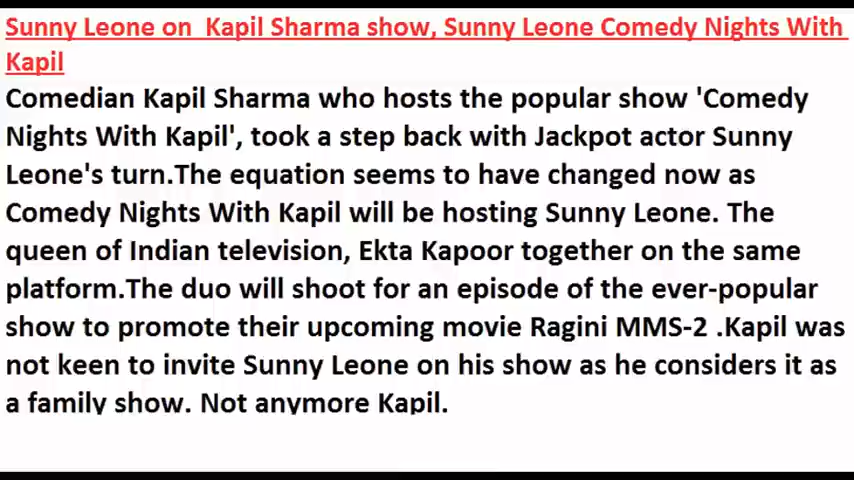 Sunny Leone on  Kapil Sharma show, Sunny Leone Comedy Nights With
Kapil
Comedian Kapil Sharma who hosts the popular show 'Comedy
Nights With Kapil', took a step back with Jackpot actor Sunny
Leone's turn.The equation seems to have changed now as
Comedy Nights With Kapil will be hosting Sunny Leone. The
queen of Indian television, Ekta Kapoor together on the same
platform.The duo will shoot for an episode of the ever-popular
show to promote their upcoming movie Ragini MMS-2 .Kapil was
not keen to invite Sunny Leone on his show as he considers it as
a family show. Not anymore Kapil.